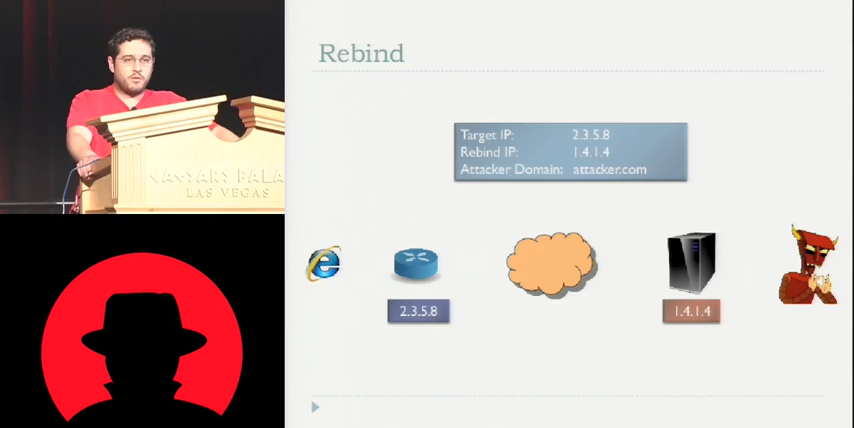 Rebind
Target IP: 2.3.5.8
Rebind IP: 1.4.1.4
Attacker Domain: attacker.com
2.3.5.8
1.4.1.4
CAESARS PALA
LAS VEGAS